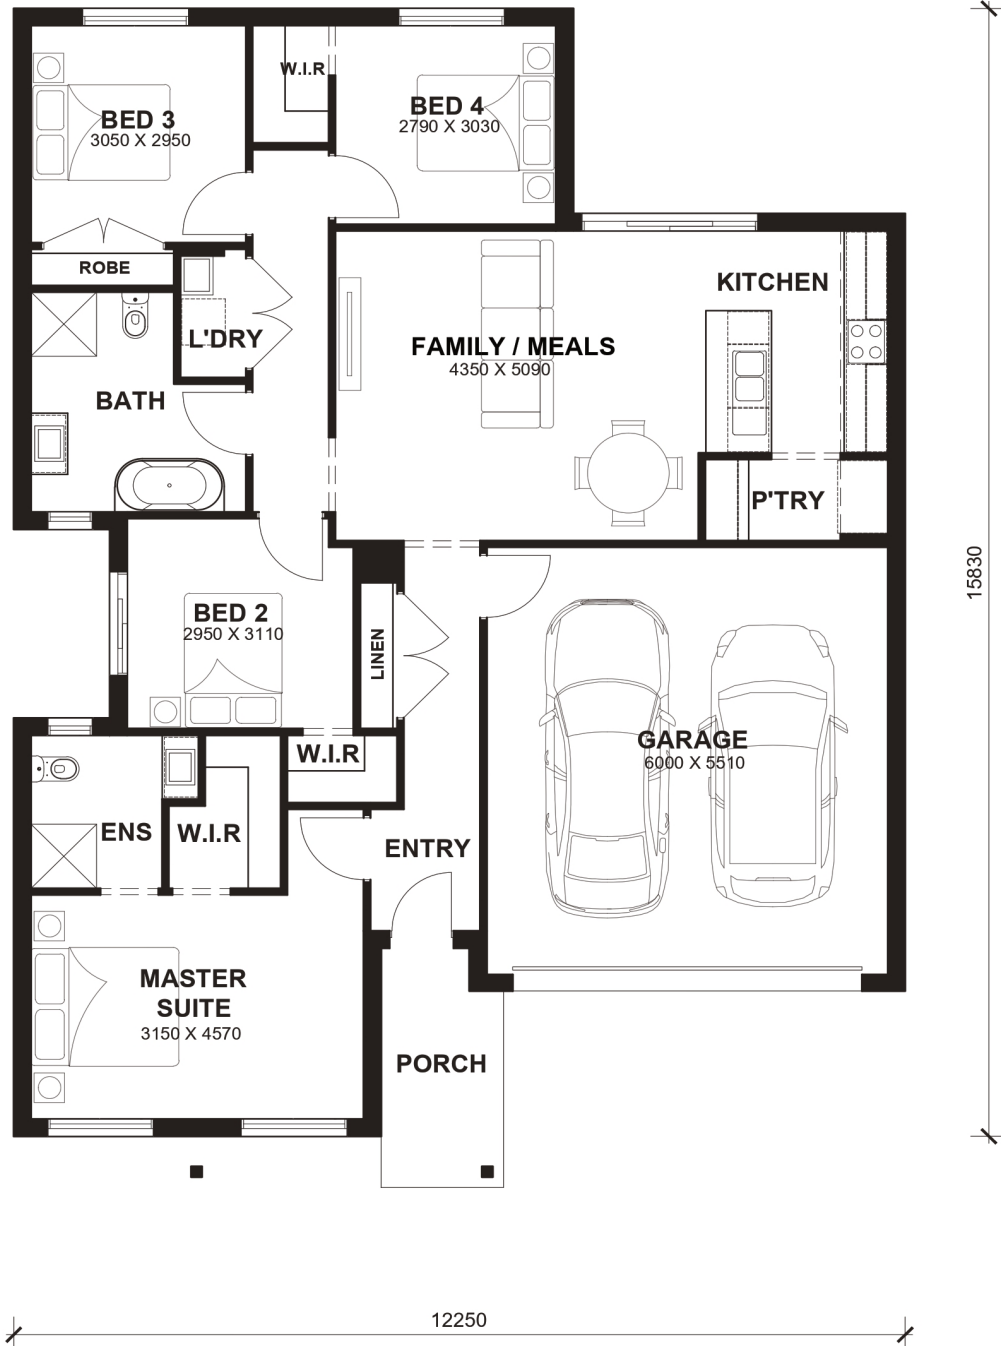 W.I.R
BED 3
3050 X 2950
BED 4
2790 X 3030
ROBE
KITCHEN
L'DRY
FAMILY / MEALS
4350 X 5090
BATH
P'TRY
15830
BED 2
2950 X 3110
LINEN
GARAGE
6000 X 5510
W.I.R
ENS
W.I.R
ENTRY
MASTER
SUITE
3150 X 4570
PORCH
12250